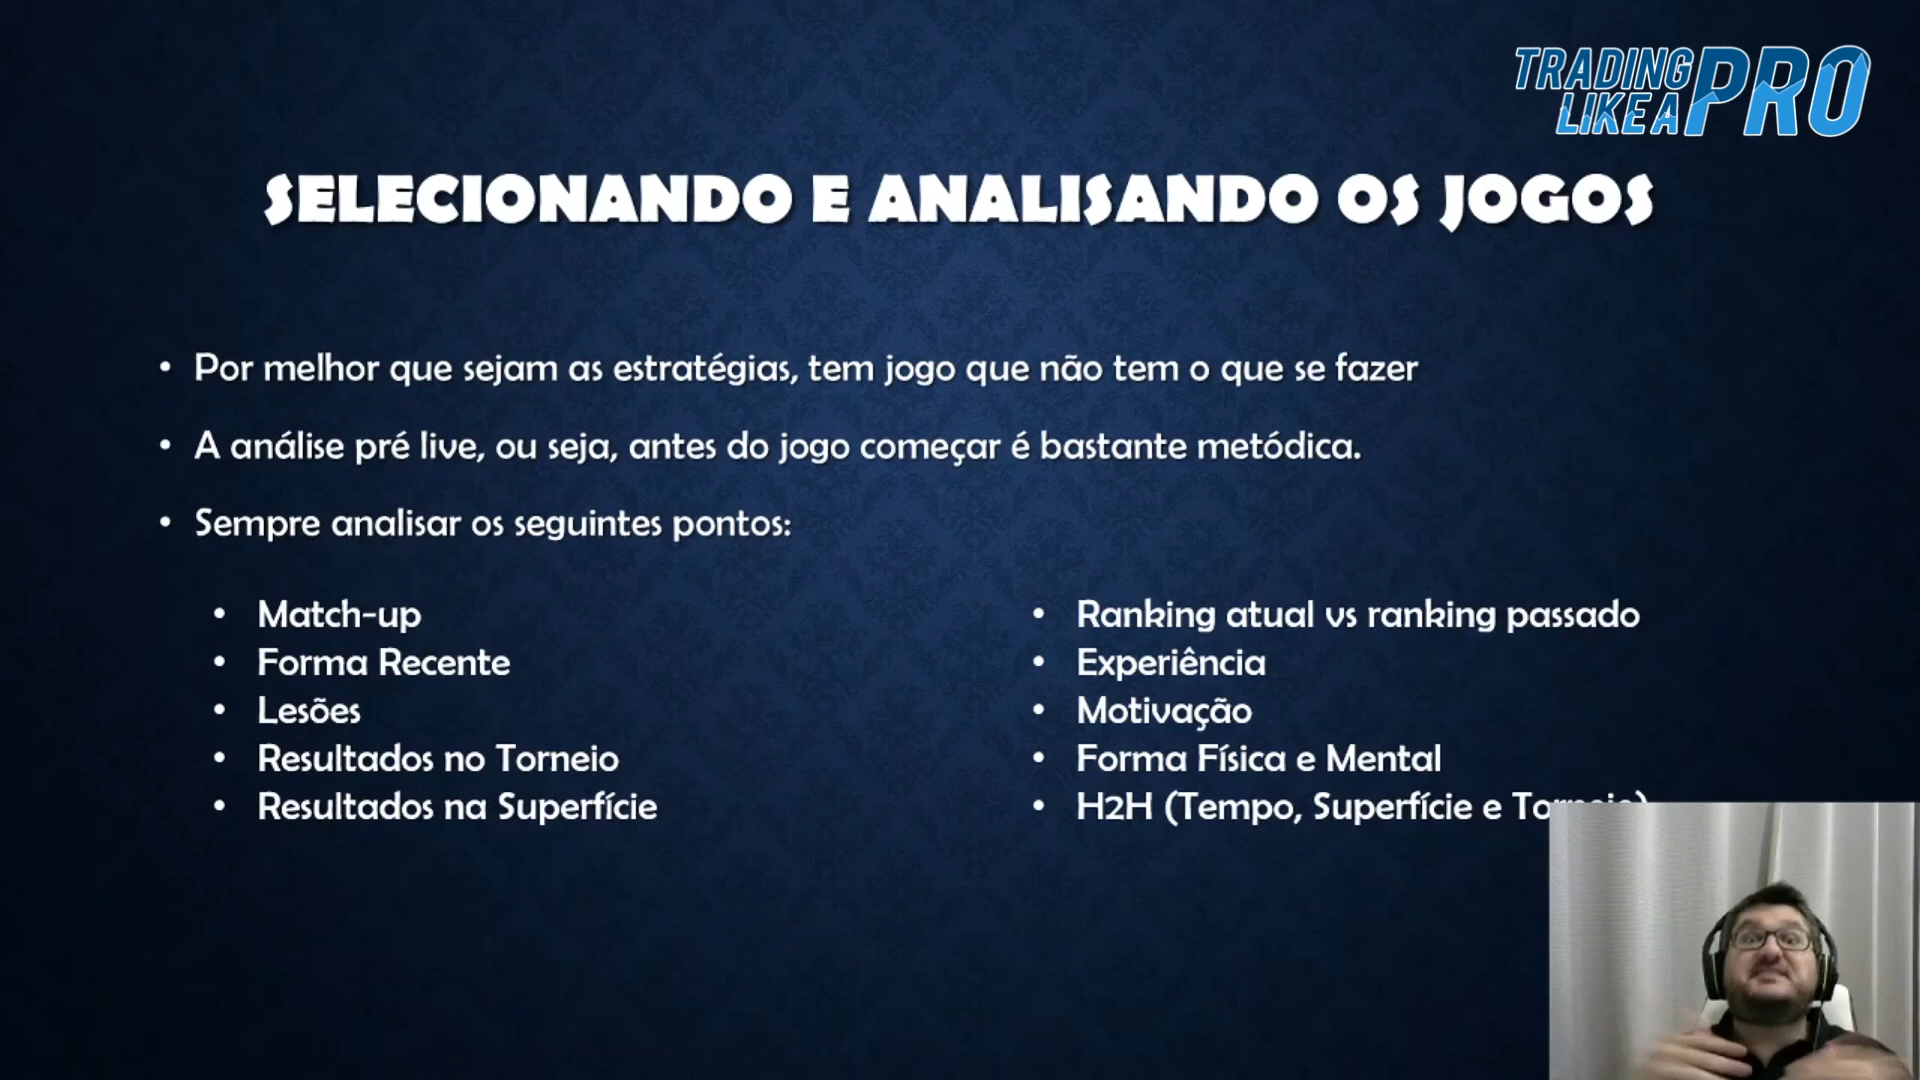 TRADING
LIKE A PRO
SELECIONANDO E ANALISANDO OS JOGOS
• Por melhor que sejam as estratégias, tem jogo que não tem o que se fazer
• A análise pré live, ou seja, antes do jogo começar é bastante metódica.
• Sempre analisar os seguintes pontos:
• Match-up
• Forma Recente
• Lesões
• Resultados no Torneio
• Resultados na Superfície
• Ranking atual vs ranking passado
• Experiência
• Motivação
• Forma Física e Mental
• H2H (Tempo, Superfície e